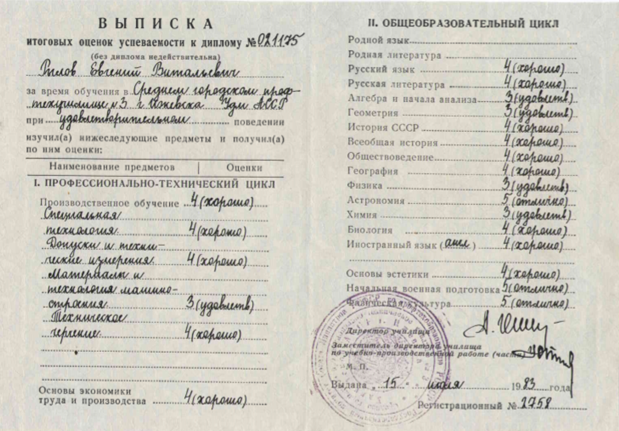 ВЫПИСКА
итоговых оценок успеваемости к диплому № 021175
(без диплома недействительна)
Евгений Витальевич
за время обучения в Среднем городском проф-
техучилище №3 г. Ижевска Удм АССР
при удовлетворительном поведении
изучил(а) нижеследующие предметы и получил(а)
по ним оценки:
Наименование предметов Оценки
I. ПРОФЕССИОНАЛЬНО-ТЕХНИЧЕСКИЙ ЦИКЛ
Производственное обучение 4 (хорошо)
Специальная
технология 4 (хорошо)
Допуски и техни-
ческие измерения 4 (хорошо)
Материалы и
технология машино-
строения 3 (удовлетв)
Техническое
черчение 4 (хорошо)
Основы экономики
труда и производства 4 (хорошо)
II. ОБЩЕОБРАЗОВАТЕЛЬНЫЙ ЦИКЛ
Родной язык
Родная литература
Русский язык 4 (хорошо)
Русская литература 4 (хорошо)
Алгебра и начала анализа 3 (удовлетв)
Геометрия 3 (удовлетв)
История СССР 4 (хорошо)
Всеобщая история 4 (хорошо)
Обществоведение 4 (хорошо)
География 4 (хорошо)
Физика 3 (удовлетв)
Астрономия 5 (отлично)
Химия 3 (удовлетв)
Биология 4 (хорошо)
Иностранный язык (англ) 4 (хорошо)
Основы эстетики 4 (хорошо)
Начальная военная подготовка 5 (отлично)
Физическая культура 5 (отлично)
Директор училища
Заместитель директора училища
по учебно-производственной работе
М. П.
Выдана 15 июля 1983 года
Регистрационный № 2758